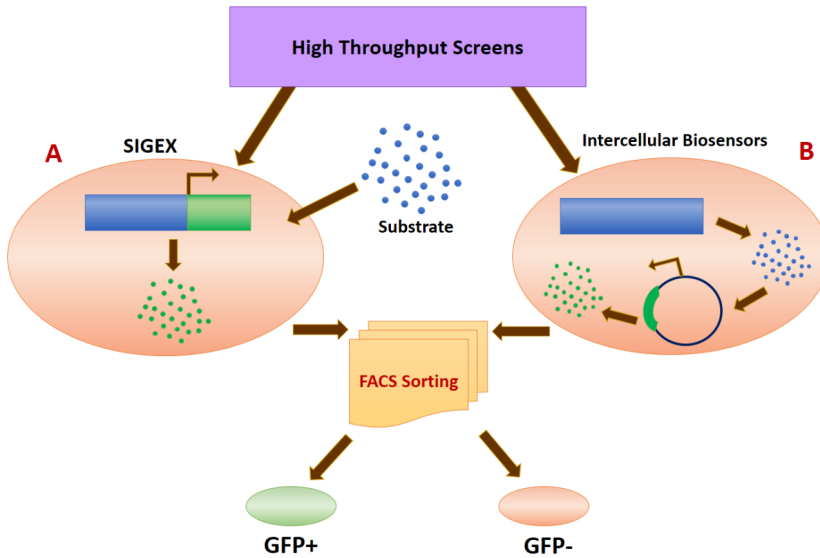 High Throughput Screens
A
SIGEX
Intercellular Biosensors
B
Substrate
FACS Sorting
GFP+
GFP-